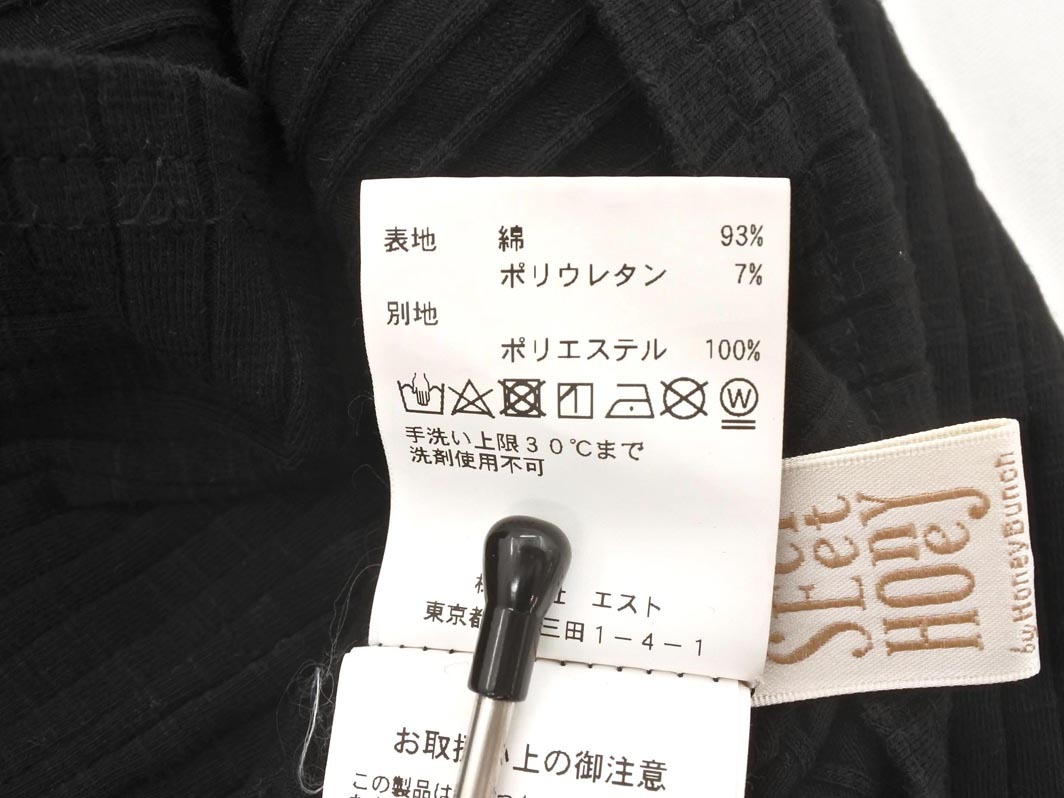 表地 綿 93%
ポリウレタン 7%
別地
ポリエステル 100%
W
手洗い上限30℃まで
洗剤使用不可
エスト
東京都 三田1-4-1
お取 上の御注意
この製品は
SEcrEt
HOney
by HoneyBunch